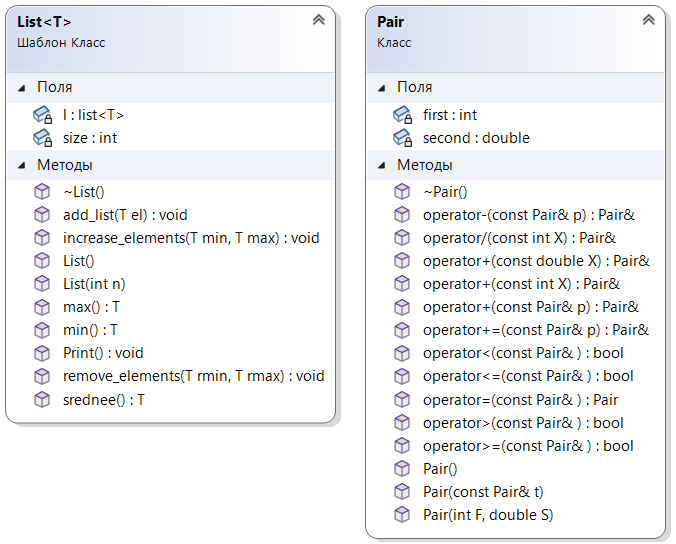 List<T>
Шаблон Класс
Поля
l : list<T>
size : int
Методы
~List()
add_list(T el) : void
increase_elements(T min, T max) : void
List()
List(int n)
max() : T
min() : T
Print() : void
remove_elements(T rmin, T rmax) : void
srednee() : T
Pair
Класс
Поля
first : int
second : double
Методы
~Pair()
operator-(const Pair& p) : Pair&
operator/(const int X) : Pair&
operator+(const double X) : Pair&
operator+(const int X) : Pair&
operator+(const Pair& p) : Pair&
operator+=(const Pair& p) : Pair&
operator<(const Pair& ) : bool
operator<=(const Pair& ) : bool
operator=(const Pair& ) : Pair
operator>(const Pair& ) : bool
operator>=(const Pair& ) : bool
Pair()
Pair(const Pair& t)
Pair(int F, double S)